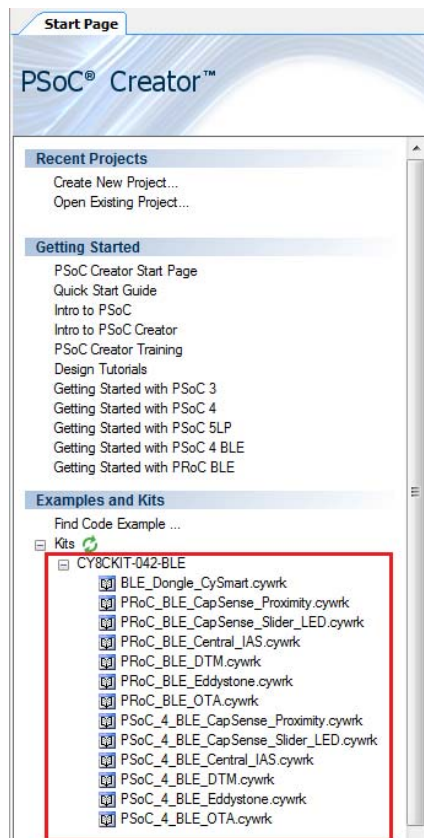 Start Page
PSoC® Creator™
Recent Projects
Create New Project...
Open Existing Project...
Getting Started
PSoC Creator Start Page
Quick Start Guide
Intro to PSoC
Intro to PSoC Creator
PSoC Creator Training
Design Tutorials
Getting Started with PSoC 3
Getting Started with PSoC 4
Getting Started with PSoC 5LP
Getting Started with PSoC 4 BLE
Getting Started with PRoC BLE
Examples and Kits
Find Code Example ...
Kits
CY8CKIT-042-BLE
BLE_Dongle_CySmart.cywrk
PRoC_BLE_CapSense_Proximity.cywrk
PRoC_BLE_CapSense_Slider_LED.cywrk
PRoC_BLE_Central_IAS.cywrk
PRoC_BLE_DTM.cywrk
PRoC_BLE_Eddystone.cywrk
PRoC_BLE_OTA.cywrk
PSoC_4_BLE_CapSense_Proximity.cywrk
PSoC_4_BLE_CapSense_Slider_LED.cywrk
PSoC_4_BLE_Central_IAS.cywrk
PSoC_4_BLE_DTM.cywrk
PSoC_4_BLE_Eddystone.cywrk
PSoC_4_BLE_OTA.cywrk